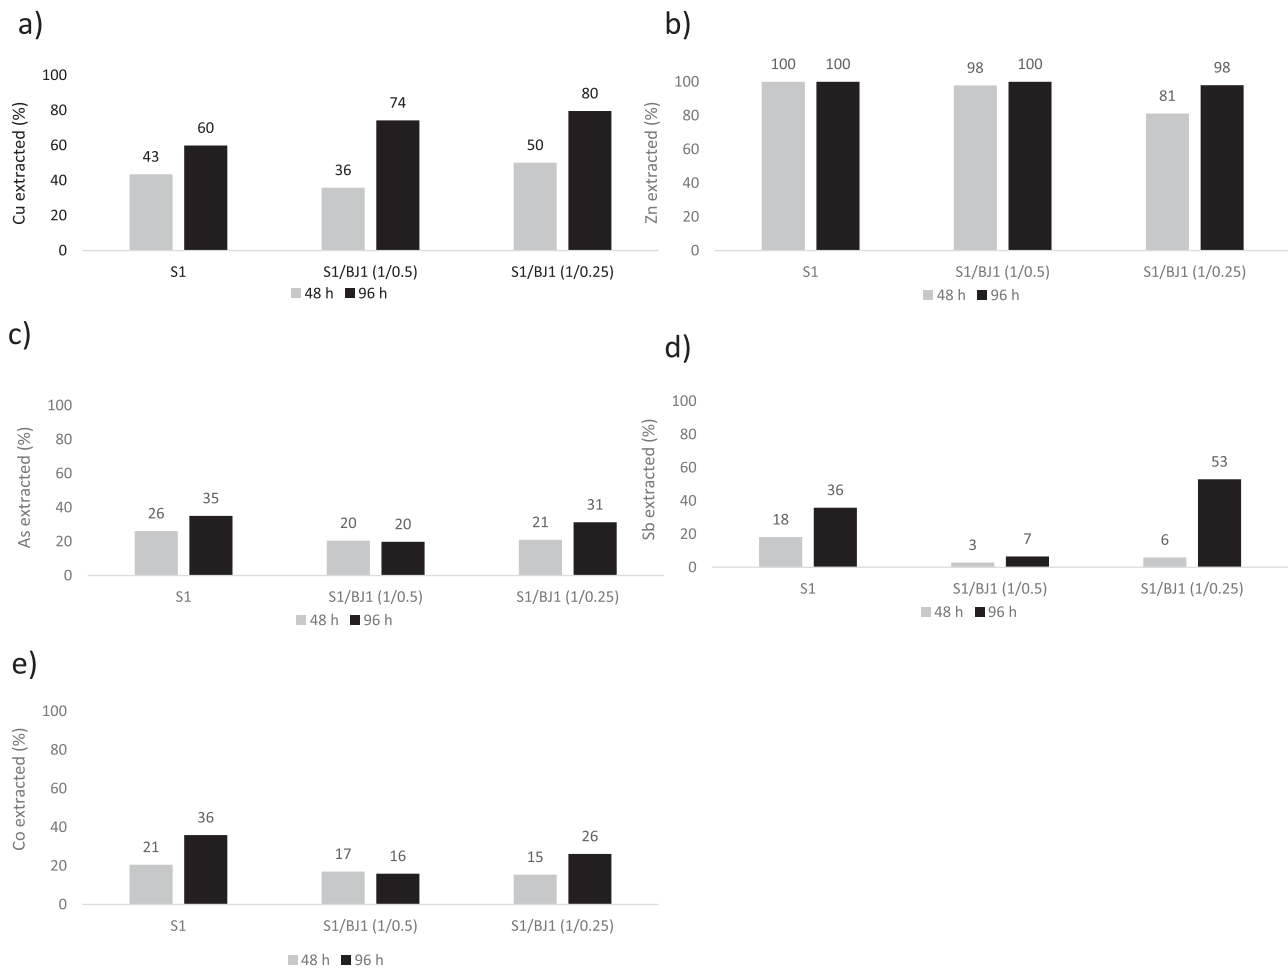 a)
Cu extracted (%)
100
80
60
40
20
0
43
60
36
74
50
80
S1
S1/BJ1 (1/0.5)
S1/BJ1 (1/0.25)
48 h
96 h
b)
Zn extracted (%)
100
80
60
40
20
0
100
100
98
100
81
98
S1
S1/BJ1 (1/0.5)
S1/BJ1 (1/0.25)
48 h
96 h
c)
As extracted (%)
100
80
60
40
20
0
26
35
20
20
21
31
S1
S1/BJ1 (1/0.5)
S1/BJ1 (1/0.25)
48 h
96 h
d)
Sb extracted (%)
100
80
60
40
20
0
18
36
3
7
6
53
S1
S1/BJ1 (1/0.5)
S1/BJ1 (1/0.25)
48 h
96 h
e)
Co extracted (%)
100
80
60
40
20
0
21
36
17
16
15
26
S1
S1/BJ1 (1/0.5)
S1/BJ1 (1/0.25)
48 h
96 h